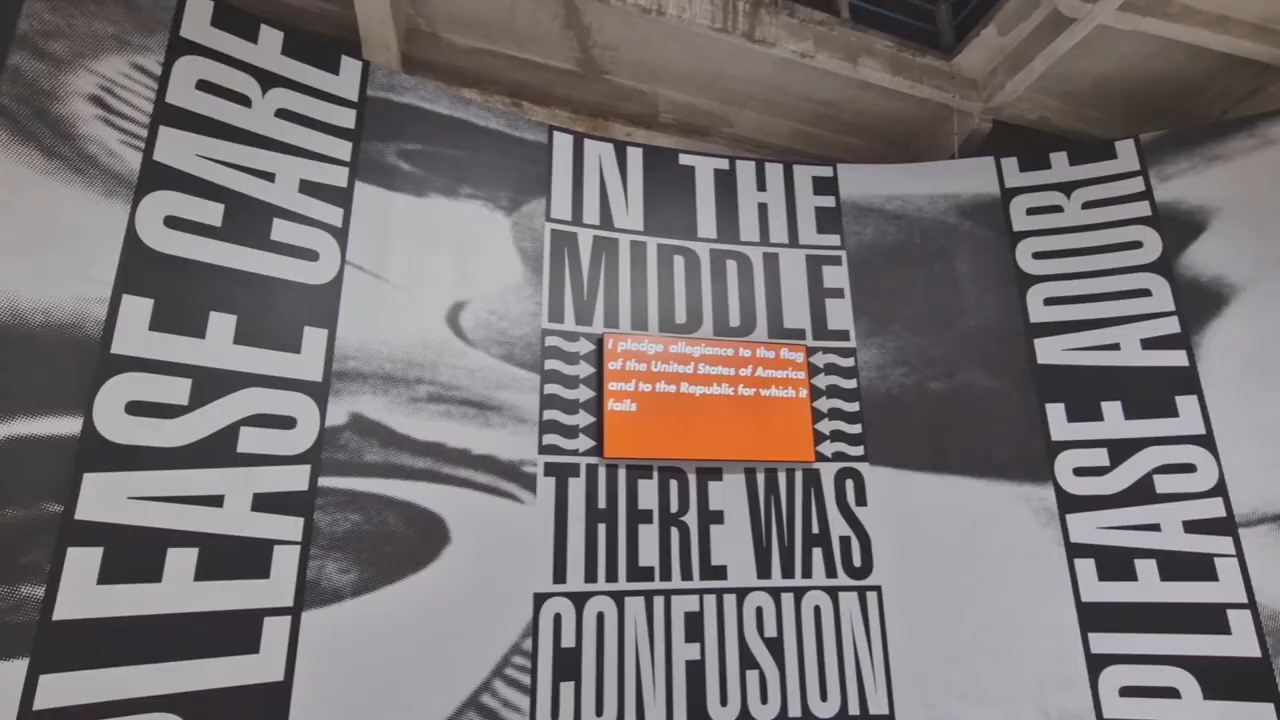 PLEASE CARE
IN THE
MIDDLE
I pledge allegiance to the flag
of the United States of America
and to the Republic for which it
fails
THERE WAS
CONFUSION
PLEASE ADORE